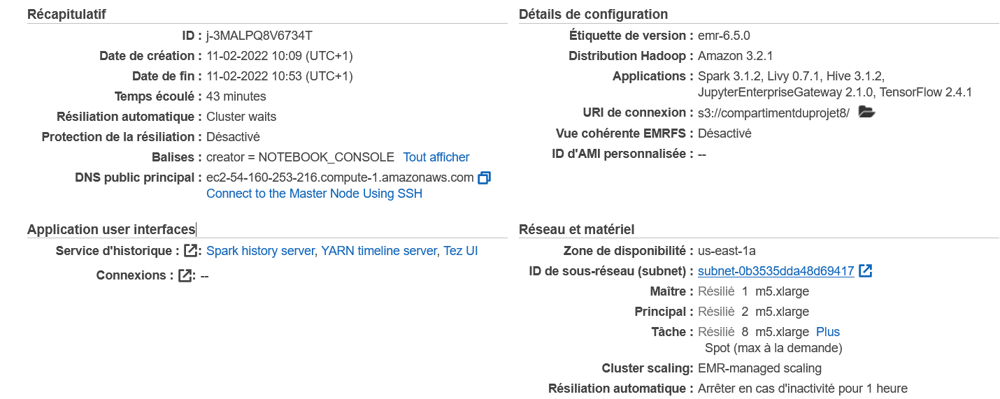 Récapitulatif
ID : j-3MALPQ8V6734T
Date de création : 11-02-2022 10:09 (UTC+1)
Date de fin : 11-02-2022 10:53 (UTC+1)
Temps écoulé : 43 minutes
Résiliation automatique : Cluster waits
Protection de la résiliation : Désactivé
Balises : creator = NOTEBOOK_CONSOLE Tout afficher
DNS public principal : ec2-54-160-253-216.compute-1.amazonaws.com
Connect to the Master Node Using SSH
Détails de configuration
Étiquette de version : emr-6.5.0
Distribution Hadoop : Amazon 3.2.1
Applications : Spark 3.1.2, Livy 0.7.1, Hive 3.1.2,
JupyterEnterpriseGateway 2.1.0, TensorFlow 2.4.1
URI de connexion : s3://compartimentduprojet8/
Vue cohérente EMRFS : Désactivé
ID d'AMI personnalisée : --
Application user interfaces
Service d'historique : : Spark history server, YARN timeline server, Tez UI
Connexions : : --
Réseau et matériel
Zone de disponibilité : us-east-1a
ID de sous-réseau (subnet) : subnet-0b3535dda48d69417
Maître : Résilié 1 m5.xlarge
Principal : Résilié 2 m5.xlarge
Tâche : Résilié 8 m5.xlarge Plus
Spot (max à la demande)
Cluster scaling: EMR-managed scaling
Résiliation automatique : Arrêter en cas d'inactivité pour 1 heure